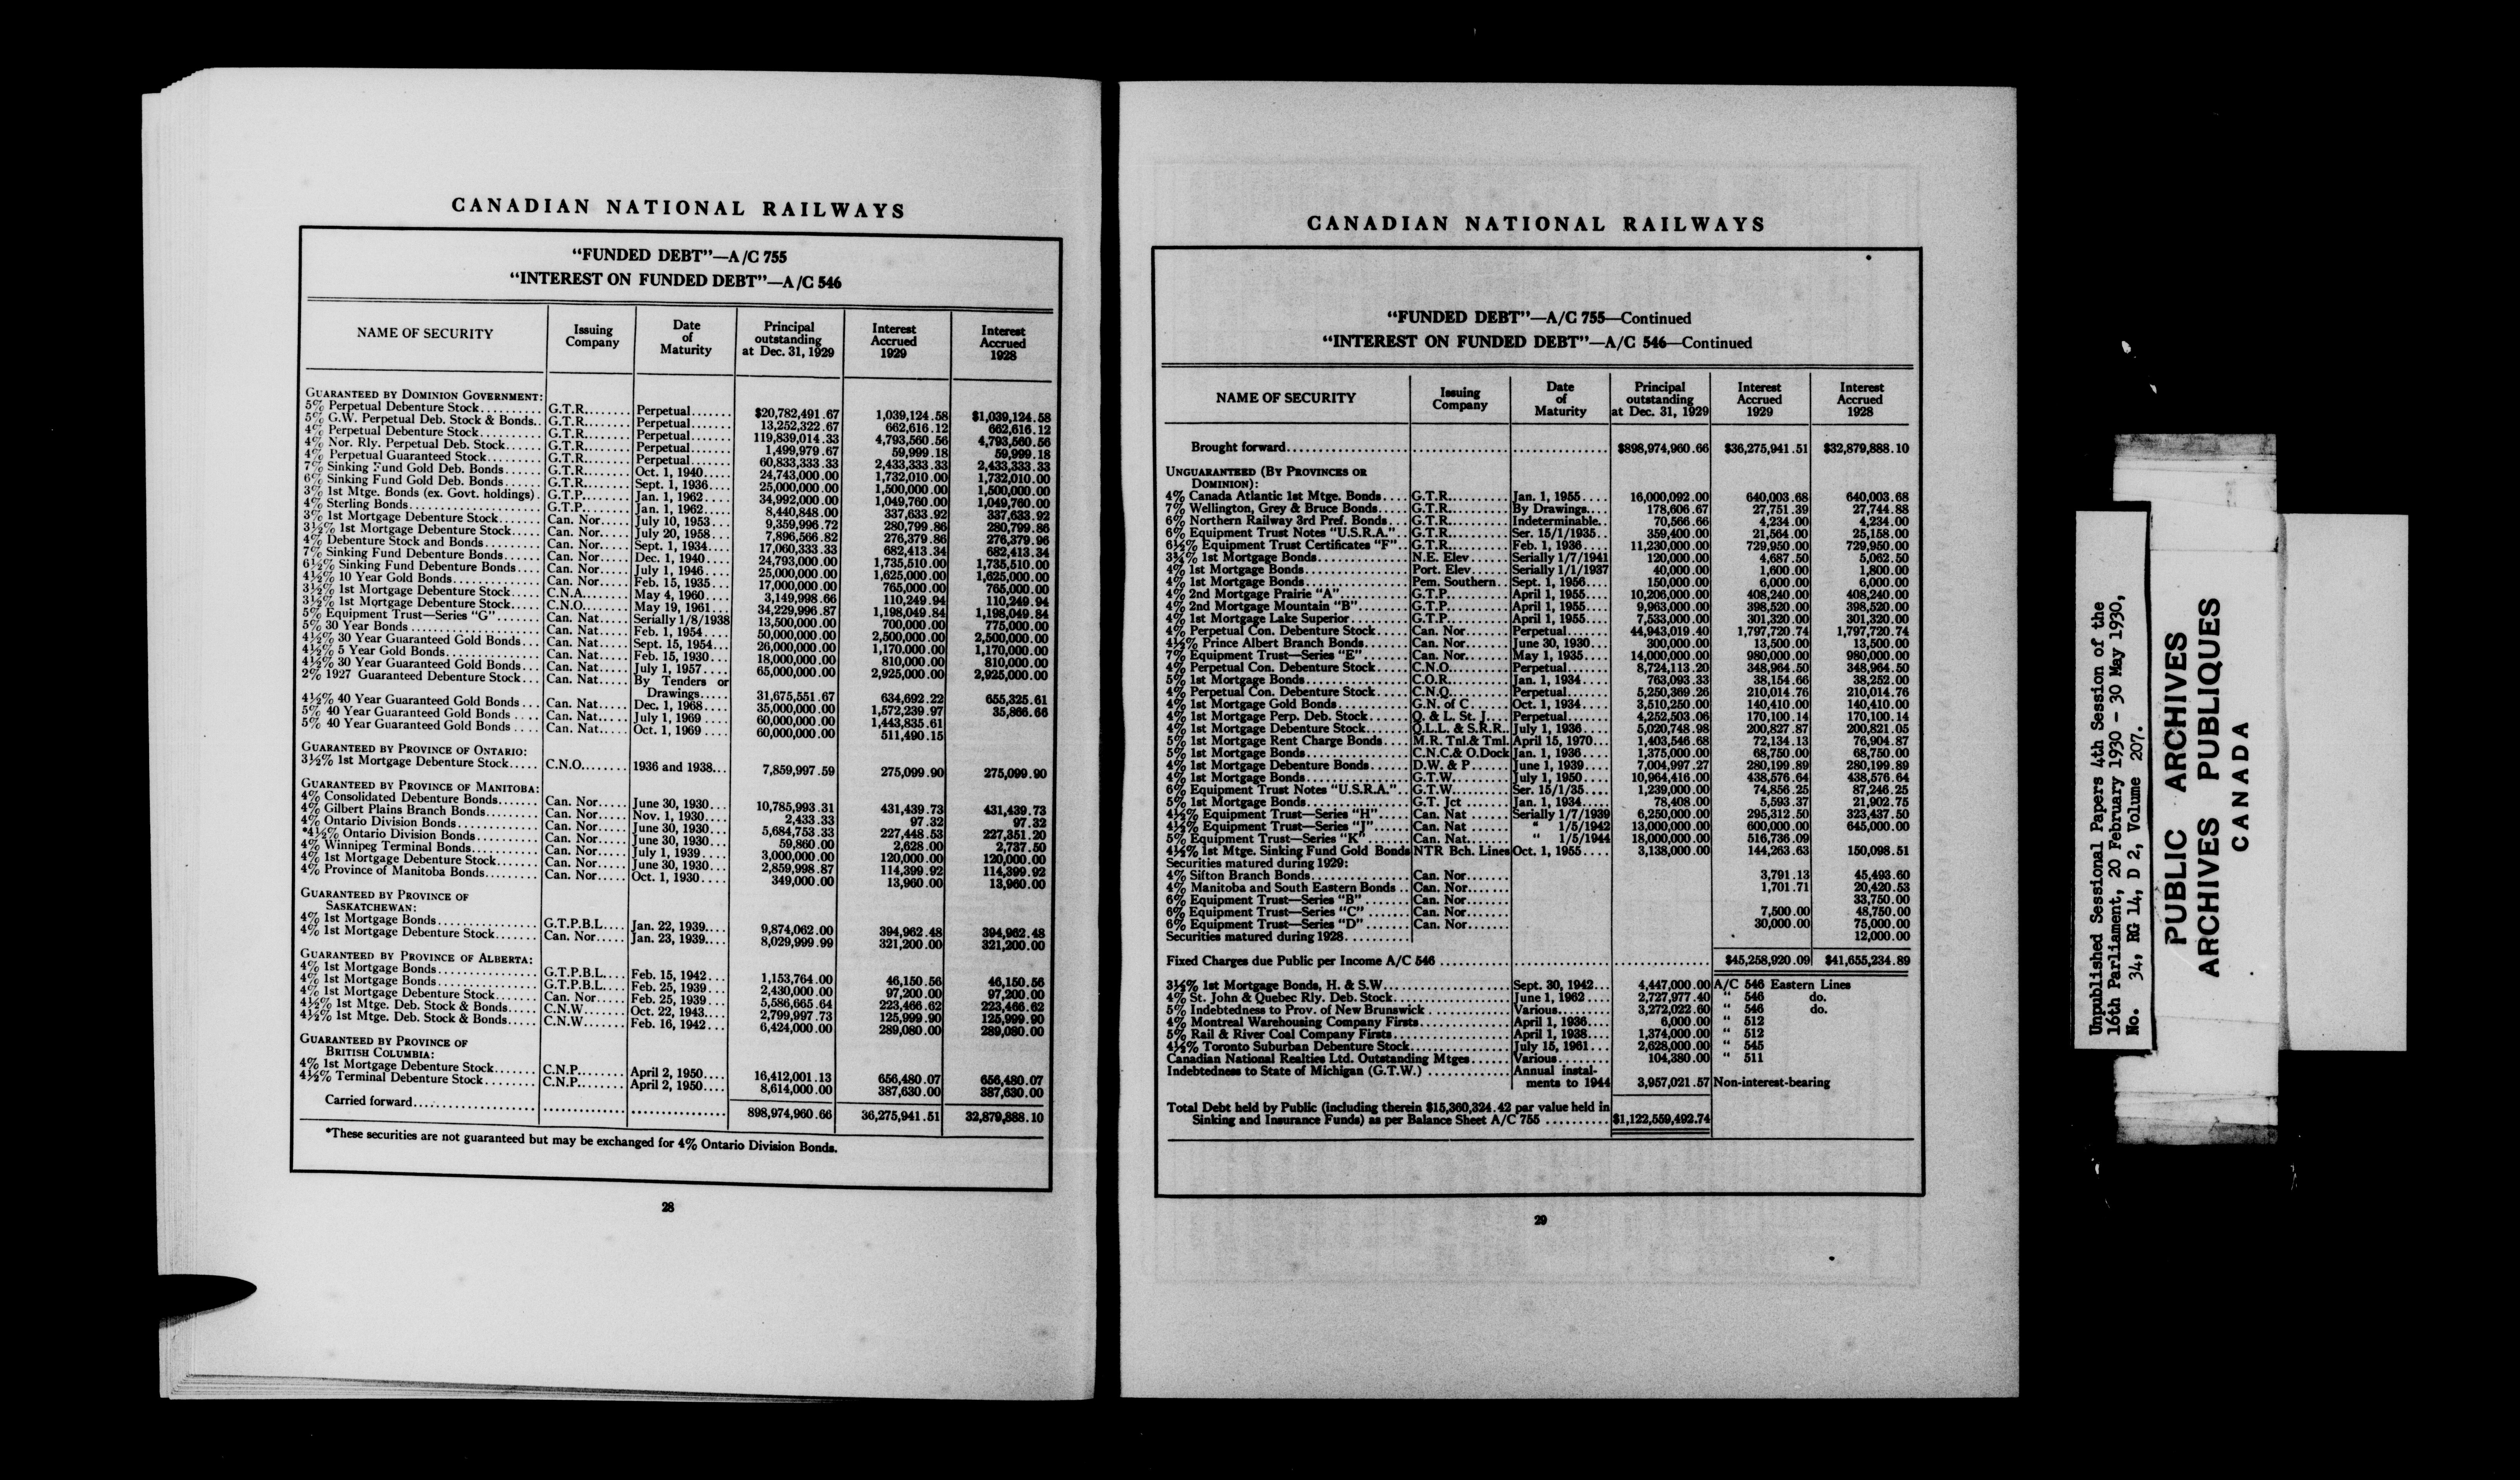 CANADIAN NATIONAL RAILWAYS
“FUNDED DEBT”—A/C 755
“INTEREST ON FUNDED DEBT”—A/C 546
NAME OF SECURITY | Issuing Company | Date of Maturity | Principal outstanding at Dec. 31, 1929 | Interest Accrued 1929 | Interest Accrued 1928
GUARANTEED BY DOMINION GOVERNMENT:
5% Perpetual Debenture Stock.......... G.T.R........ Perpetual....... $20,782,491.67 1,039,124.58 $1,039,124.58
5% G.W. Perpetual Deb. Stock & Bonds.. G.T.R........ Perpetual....... 13,252,322.67 662,616.12 662,616.12
4% Perpetual Debenture Stock.......... G.T.R........ Perpetual....... 119,839,014.33 4,793,560.56 4,793,560.56
4% Nor. Rly. Perpetual Deb. Stock..... G.T.R........ Perpetual....... 1,499,979.67 59,999.18 59,999.18
4% Perpetual Guaranteed Stock......... G.T.R........ Perpetual....... 60,833,333.33 2,433,333.33 2,433,333.33
7% Sinking Fund Gold Deb. Bonds...... G.T.R........ Oct. 1, 1940.... 24,743,000.00 1,732,010.00 1,732,010.00
6% Sinking Fund Gold Deb. Bonds...... G.T.R........ Sept. 1, 1936.... 25,000,000.00 1,500,000.00 1,500,000.00
3% 1st Mtge. Bonds (ex. Govt. holdings). G.T.P........ Jan. 1, 1962.... 34,992,000.00 1,049,760.00 1,049,760.00
4% Sterling Bonds................... G.T.P........ Jan. 1, 1962.... 8,440,848.00 337,633.92 337,633.92
3% 1st Mortgage Debenture Stock....... Can. Nor..... July 10, 1953... 9,359,996.72 280,799.86 280,799.86
3½% 1st Mortgage Debenture Stock..... Can. Nor..... July 20, 1958... 7,896,566.82 276,379.86 276,379.96
4% Debenture Stock and Bonds......... Can. Nor..... Sept. 1, 1934.... 17,060,333.33 682,413.34 682,413.34
7% Sinking Fund Debenture Bonds...... Can. Nor..... Dec. 1, 1940.... 24,793,000.00 1,735,510.00 1,735,510.00
6½% Sinking Fund Debenture Bonds.... Can. Nor..... July 1, 1946.... 25,000,000.00 1,625,000.00 1,625,000.00
4½% 10 Year Gold Bonds............. Can. Nor..... Feb. 15, 1935... 17,000,000.00 765,000.00 765,000.00
3½% 1st Mortgage Debenture Stock..... C.N.A....... May 4, 1960.... 3,149,998.66 110,249.94 110,249.94
3½% 1st Mortgage Debenture Stock..... C.N.O....... May 19, 1961... 34,229,996.87 1,198,049.84 1,198,049.84
5% Equipment Trust—Series “G”....... Can. Nat..... Serially 1/8/1938 13,500,000.00 700,000.00 775,000.00
5% 30 Year Bonds ................... Can. Nat..... Feb. 1, 1954.... 50,000,000.00 2,500,000.00 2,500,000.00
4½% 30 Year Guaranteed Gold Bonds... Can. Nat..... Sept. 15, 1954... 26,000,000.00 1,170,000.00 1,170,000.00
4½% 5 Year Gold Bonds.............. Can. Nat..... Feb. 15, 1930... 18,000,000.00 810,000.00 810,000.00
4½% 30 Year Guaranteed Gold Bonds... Can. Nat..... July 1, 1957.... 65,000,000.00 2,925,000.00 2,925,000.00
2% 1927 Guaranteed Debenture Stock... Can. Nat..... By Tenders or
Drawings..... 31,675,551.67 634,692.22 655,325.61
4½% 40 Year Guaranteed Gold Bonds... Can. Nat..... Dec. 1, 1968.... 35,000,000.00 1,572,239.97 35,866.66
5% 40 Year Guaranteed Gold Bonds .... Can. Nat..... July 1, 1969 .... 60,000,000.00 1,443,835.61
5% 40 Year Guaranteed Gold Bonds .... Can. Nat..... Oct. 1, 1969 .... 60,000,000.00 511,490.15
GUARANTEED BY PROVINCE OF ONTARIO:
3½% 1st Mortgage Debenture Stock..... C.N.O........ 1936 and 1938... 7,859,997.59 275,099.90 275,099.90
GUARANTEED BY PROVINCE OF MANITOBA:
4% Consolidated Debenture Bonds....... Can. Nor..... June 30, 1930... 10,785,993.31 431,439.73 431,439.73
4% Gilbert Plains Branch Bonds........ Can. Nor..... Nov. 1, 1930.... 2,433.33 97.32 97.32
4% Ontario Division Bonds............ Can. Nor..... June 30, 1930... 5,684,753.33 227,448.53 227,351.20
*4½% Ontario Division Bonds.......... Can. Nor..... June 30, 1930... 59,860.00 2,628.00 2,737.50
4% Winnipeg Terminal Bonds.......... Can. Nor..... July 1, 1939.... 3,000,000.00 120,000.00 120,000.00
4% 1st Mortgage Debenture Stock....... Can. Nor..... June 30, 1930... 2,859,998.87 114,399.92 114,399.92
4% Province of Manitoba Bonds......... Can. Nor..... Oct. 1, 1930.... 349,000.00 13,960.00 13,960.00
GUARANTEED BY PROVINCE OF
SASKATCHEWAN:
4% 1st Mortgage Bonds............... G.T.P.B.L.... Jan. 22, 1939.... 9,874,062.00 394,962.48 394,962.48
4% 1st Mortgage Debenture Stock....... Can. Nor..... Jan. 23, 1939.... 8,029,999.99 321,200.00 321,200.00
GUARANTEED BY PROVINCE OF ALBERTA:
4% 1st Mortgage Bonds............... G.T.P.B.L.... Feb. 15, 1942... 1,153,764.00 46,150.56 46,150.56
4% 1st Mortgage Bonds............... G.T.P.B.L.... Feb. 25, 1939... 2,430,000.00 97,200.00 97,200.00
4% 1st Mortgage Debenture Stock....... Can. Nor..... Feb. 25, 1939... 5,586,665.64 223,466.62 223,466.62
4½% 1st Mtge. Deb. Stock & Bonds..... C.N.W....... Oct. 22, 1943... 2,799,997.73 125,999.90 125,999.90
4½% 1st Mtge. Deb. Stock & Bonds..... C.N.W....... Feb. 16, 1942... 6,424,000.00 289,080.00 289,080.00
GUARANTEED BY PROVINCE OF
BRITISH COLUMBIA:
4% 1st Mortgage Debenture Stock....... C.N.P........ April 2, 1950.... 16,412,001.13 656,480.07 656,480.07
4½% Terminal Debenture Stock........ C.N.P........ April 2, 1950.... 8,614,000.00 387,630.00 387,630.00
Carried forward.................. 898,974,960.66 36,275,941.51 32,879,888.10
*These securities are not guaranteed but may be exchanged for 4% Ontario Division Bonds.
28
CANADIAN NATIONAL RAILWAYS
“FUNDED DEBT”—A/C 755—Continued
“INTEREST ON FUNDED DEBT”—A/C 546—Continued
NAME OF SECURITY | Issuing Company | Date of Maturity | Principal outstanding at Dec. 31, 1929 | Interest Accrued 1929 | Interest Accrued 1928
Brought forward.................. $898,974,960.66 $36,275,941.51 $32,879,888.10
UNGUARANTEED (BY PROVINCES OR
DOMINION):
4% Canada Atlantic 1st Mtge. Bonds.... G.T.R......... Jan. 1, 1955.... 16,000,092.00 640,003.68 640,003.68
7% Wellington, Grey & Bruce Bonds.... G.T.R......... By Drawings.... 178,606.67 27,751.39 27,744.88
6% Northern Railway 3rd Pref. Bonds... G.T.R......... Indeterminable.. 70,566.66 4,234.00 4,234.00
6% Equipment Trust Notes “U.S.R.A.”.. G.T.R......... Ser. 15/1/1935.. 359,400.00 21,564.00 25,158.00
6½% Equipment Trust Certificates “F”.. G.T.R......... Feb. 1, 1936.... 11,230,000.00 729,950.00 729,950.00
3¾% 1st Mortgage Bonds............. N.E. Elev..... Serially 1/7/1941 120,000.00 4,687.50 5,062.50
4% 1st Mortgage Bonds............... Port. Elev..... Serially 1/1/1937 40,000.00 1,600.00 1,800.00
4% 1st Mortgage Bonds............... Pem. Southern.. Sept. 1, 1956.... 150,000.00 6,000.00 6,000.00
4% 2nd Mortgage Prairie “A”.......... G.T.P......... April 1, 1955.... 10,206,000.00 408,240.00 408,240.00
4% 2nd Mortgage Mountain “B”........ G.T.P......... April 1, 1955.... 9,963,000.00 398,520.00 398,520.00
4% 1st Mortgage Lake Superior........ G.T.P......... April 1, 1955.... 7,533,000.00 301,320.00 301,320.00
4% Perpetual Con. Debenture Stock..... Can. Nor...... Perpetual....... 44,943,019.40 1,797,720.74 1,797,720.74
4½% Prince Albert Branch Bonds....... Can. Nor...... June 30, 1930... 300,000.00 13,500.00 13,500.00
7% Equipment Trust—Series “E”....... Can. Nor...... May 1, 1935.... 14,000,000.00 980,000.00 980,000.00
4% Perpetual Con. Debenture Stock..... C.N.O......... Perpetual....... 8,724,113.20 348,964.50 348,964.50
5% 1st Mortgage Bonds............... C.O.R......... Jan. 1, 1934.... 763,093.33 38,154.66 38,252.00
4% Perpetual Con. Debenture Stock..... C.N.Q......... Perpetual....... 5,250,369.26 210,014.76 210,014.76
4% 1st Mortgage Gold Bonds........... G.N. of C...... Oct. 1, 1934.... 3,510,250.00 140,410.00 140,410.00
4% 1st Mortgage Perp. Deb. Stock...... Q. & L. St. J.... Perpetual....... 4,252,503.06 170,100.14 170,100.14
4% 1st Mortgage Debenture Stock....... Q.L.L. & S.R.R.. July 1, 1936.... 5,020,748.98 200,827.87 200,821.05
5% 1st Mortgage Rent Charge Bonds.... M.R. Tnl.& Tml. April 15, 1970... 1,403,546.68 72,134.13 76,904.87
5% 1st Mortgage Bonds............... C.N.C.& O.Dock Jan. 1, 1936.... 1,375,000.00 68,750.00 68,750.00
4% 1st Mortgage Debenture Bonds...... D.W. & P...... June 1, 1939.... 7,004,997.27 280,199.89 280,199.89
4% 1st Mortgage Bonds............... G.T.W........ July 1, 1950.... 10,964,416.00 438,576.64 438,576.64
6% Equipment Trust Notes “U.S.R.A.”.. G.T.W........ Ser. 15/1/35.... 1,239,000.00 74,856.25 87,246.25
5% 1st Mortgage Bonds............... G.T. Jct ....... Jan. 1, 1934..... 78,408.00 5,593.37 21,902.75
4½% Equipment Trust—Series “H”...... Can. Nat ...... Serially 1/7/1939 6,250,000.00 295,312.50 323,437.50
4½% Equipment Trust—Series “J”...... Can. Nat ...... “ 1/5/1942 13,000,000.00 600,000.00 645,000.00
5% Equipment Trust—Series “K”....... Can. Nat....... “ 1/5/1944 18,000,000.00 516,736.09
4½% 1st Mtge. Sinking Fund Gold Bonds NTR Bch. Lines Oct. 1, 1955.... 3,138,000.00 144,263.63 150,098.51
Securities matured during 1929:
4% Sifton Branch Bonds.............. Can. Nor....... 3,791.13 45,493.60
4% Manitoba and South Eastern Bonds .. Can. Nor....... 1,701.71 20,420.53
6% Equipment Trust—Series “B” ....... Can. Nor....... 33,750.00
6% Equipment Trust—Series “C” ....... Can. Nor....... 7,500.00 48,750.00
6% Equipment Trust—Series “D” ....... Can. Nor....... 30,000.00 75,000.00
Securities matured during 1928.......... 12,000.00
Fixed Charges due Public per Income A/C 546 .......... $45,258,920.09 $41,655,234.89
3½% 1st Mortgage Bonds, H. & S.W.................... Sept. 30, 1942... 4,447,000.00 A/C 546 Eastern Lines
4% St. John & Quebec Rly. Deb. Stock................. June 1, 1962 .... 2,727,977.40 “ 546 do.
5% Indebtedness to Prov. of New Brunswick ............ Various......... 3,272,022.60 “ 546 do.
4% Montreal Warehousing Company Firsts.............. April 1, 1936.... 6,000.00 “ 512
5% Rail & River Coal Company Firsts................. April 1, 1938.... 1,374,000.00 “ 512
4½% Toronto Suburban Debenture Stock............... July 15, 1961... 2,628,000.00 “ 545
Canadian National Realties Ltd. Outstanding Mtges ...... Various........ 104,380.00 “ 511
Indebtedness to State of Michigan (G.T.W.) ............ Annual instal-
ments to 1944 3,957,021.57 Non-interest-bearing
Total Debt held by Public (including therein $15,360,324.42 par value held in
Sinking and Insurance Funds) as per Balance Sheet A/C 755 .......... $1,122,559,492.74
29
Unpublished Sessional Papers 4th Session of the
16th Parliament, 20 February 1930 - 30 May 1930,
No. 34, RG 14, D 2, Volume 207.
PUBLIC ARCHIVES
ARCHIVES PUBLIQUES
CANADA